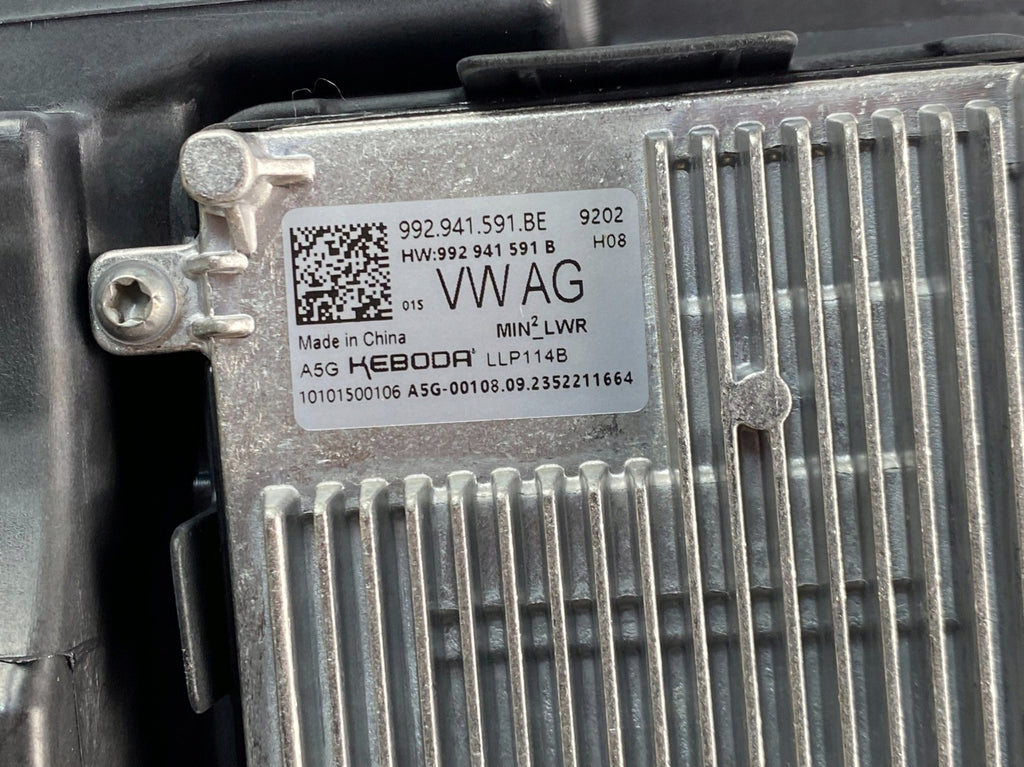 992.941.591.BE 9202
HW:992 941 591 B H08
01S VW AG
MIN²_LWR
Made in China
A5G KEBODA LLP114B
10101500106 A5G-00108.09.2352211664